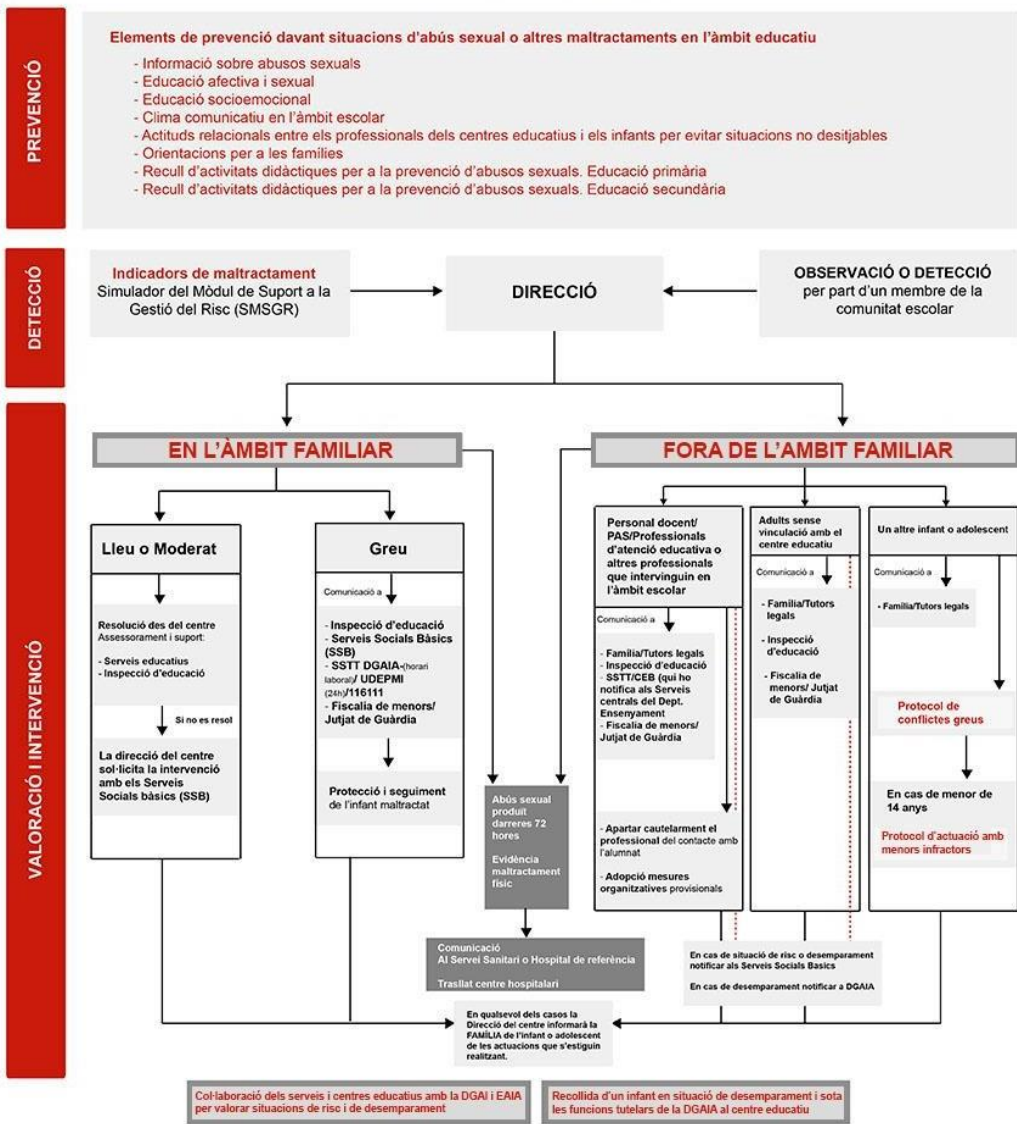 PREVENCIÓ
Elements de prevenció davant situacions d'abús sexual o altres maltractaments en l'àmbit educatiu
- Informació sobre abusos sexuals
- Educació afectiva i sexual
- Educació socioemocional
- Clima comunicatiu en l'àmbit escolar
- Actituds relacionals entre els professionals dels centres educatius i els infants per evitar situacions no desitjables
- Orientacions per a les famílies
- Recull d'activitats didàctiques per a la prevenció d'abusos sexuals. Educació primària
- Recull d'activitats didàctiques per a la prevenció d'abusos sexuals. Educació secundària
DETECCIÓ
Indicadors de maltractament
Simulador del Mòdul de Suport a la
Gestió del Risc (SMSGR)
DIRECCIÓ
OBSERVACIÓ O DETECCIÓ
per part d'un membre de la
comunitat escolar
VALORACIÓ I INTERVENCIÓ
EN L'ÀMBIT FAMILIAR
Lleu o Moderat
Resolució des del centre
Assessorament i suport:
- Serveis educatius
- Inspecció d'educació
Si no es resol
La direcció del centre
sol·licita la intervenció
amb els Serveis
Socials bàsics (SSB)
Greu
Comunicació a
- Inspecció d'educació
- Serveis Socials Bàsics
(SSB)
- SSTT DGAIA-(horari
laboral)/ UDEPMI
(24h)/116111
- Fiscalia de menors/
Jutjat de Guàrdia
Protecció i seguiment
de l'infant maltractat
Abús sexual
produït
darreres 72
hores
Evidència
maltractament
físic
Comunicació
Al Servei Sanitari o Hospital de referència
Trasllat centre hospitalari
FORA DE L'AMBIT FAMILIAR
Personal docent/
PAS/Professionals
d'atenció educativa o
altres professionals
que intervinguin en
l'àmbit escolar
Comunicació a
- Família/Tutors legals
- Inspecció d'educació
- SSTT/CEB (qui ho
notifica als Serveis
centrals del Dept.
Ensenyament
- Fiscalia de menors/
Jutjat de Guàrdia
- Apartar cautelarment el
professional del contacte amb
l'alumnat
- Adopció mesures
organitzatives provisionals
Adults sense
vinculació amb el
centre educatiu
Comunicació a
- Família/Tutors
legals
- Inspecció
d'educació
- Fiscalia de
menors/ Jutjat
de Guàrdia
Un altre infant o adolescent
Comunicació a
- Família/Tutors legals
Protocol de
conflictes greus
En cas de menor de
14 anys
Protocol d'actuació amb
menors infractors
En cas de situació de risc o desemparament
notificar als Serveis Socials Basics
En cas de desemparament notificar a DGAIA
En qualsevol dels casos la
Direcció del centre informarà la
FAMÍLIA de l'infant o adolescent
de les actuacions que s'estiguin
realitzant.
Col·laboració dels serveis i centres educatius amb la DGAI i EAIA
per valorar situacions de risc i de desemparament
Recollida d'un infant en situació de desemparament i sota
les funcions tutelars de la DGAIA al centre educatiu